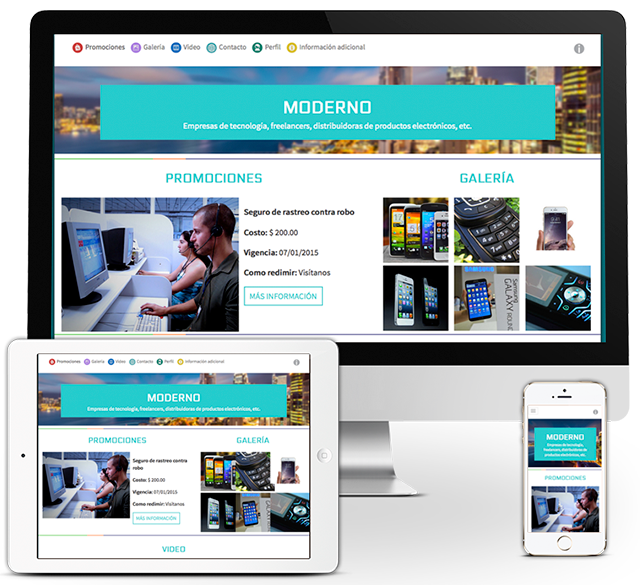 Promociones Galería Video Contacto Perfil Información adicional
MODERNO
Empresas de tecnología, freelancers, distribuidoras de productos electrónicos, etc.
PROMOCIONES
GALERÍA
Seguro de rastreo contra robo
Costo: $ 200.00
Vigencia: 07/01/2015
Como redimir: Visítanos
MÁS INFORMACIÓN
Samsung
GALAXY
ROUND
Promociones Galería Video Contacto Perfil Información adicional
MODERNO
Empresas de tecnología, freelancers, distribuidoras de productos electrónicos, etc.
PROMOCIONES
GALERÍA
Seguro de rastreo contra
robo
Costo: $ 200.00
Vigencia: 07/01/2015
Como redimir: Visítanos
MÁS INFORMACIÓN
VIDEO
MODERNO
Empresas de tecnología,
freelancers, distribuidoras de
productos electrónicos, etc.
PROMOCIONES